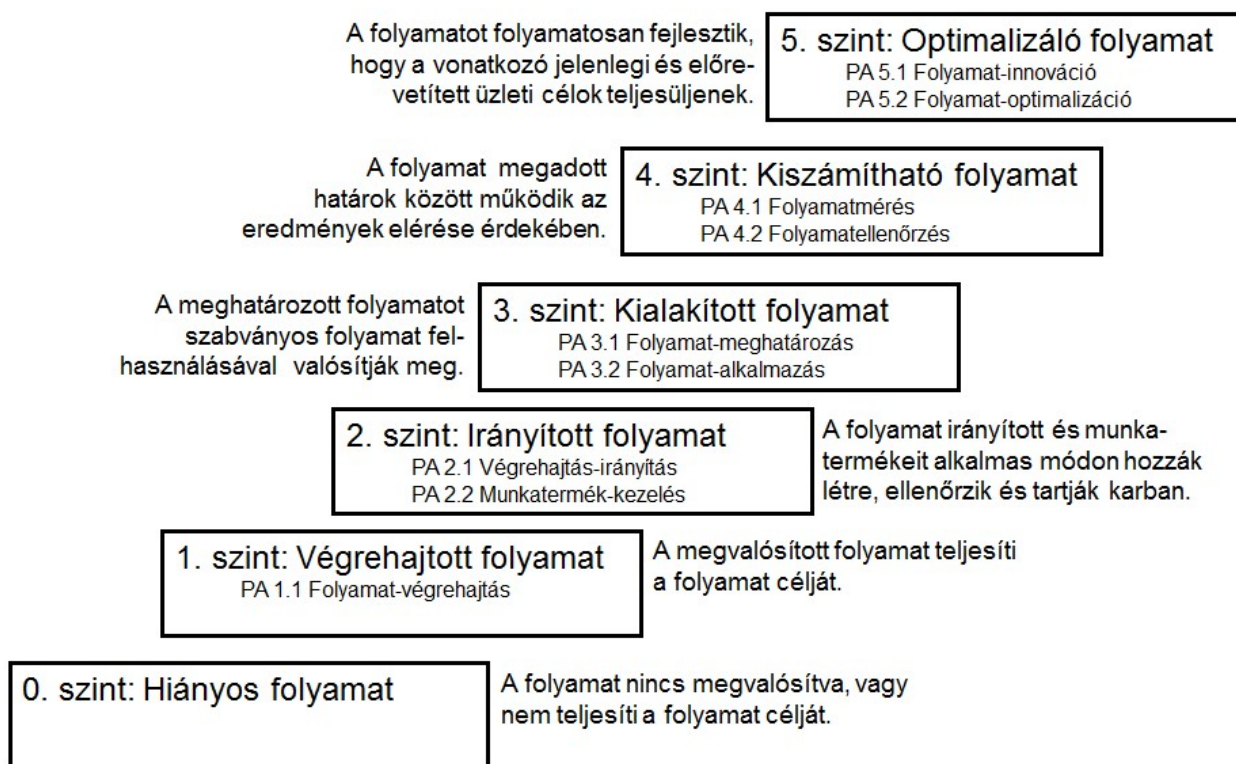 A folyamatot folyamatosan fejlesztik,
hogy a vonatkozó jelenlegi és előre-
vetített üzleti célok teljesüljenek.
5. szint: Optimalizáló folyamat
PA 5.1 Folyamat-innováció
PA 5.2 Folyamat-optimalizáció
A folyamat megadott
határok között működik az
eredmények elérése érdekében.
4. szint: Kiszámítható folyamat
PA 4.1 Folyamatmérés
PA 4.2 Folyamatellenőrzés
A meghatározott folyamatot
szabványos folyamat fel-
használásával valósítják meg.
3. szint: Kialakított folyamat
PA 3.1 Folyamat-meghatározás
PA 3.2 Folyamat-alkalmazás
2. szint: Irányított folyamat
PA 2.1 Végrehajtás-irányítás
PA 2.2 Munkatermék-kezelés
A folyamat irányított és munka-
termékeit alkalmas módon hozzák
létre, ellenőrzik és tartják karban.
1. szint: Végrehajtott folyamat
PA 1.1 Folyamat-végrehajtás
A megvalósított folyamat teljesíti
a folyamat célját.
0. szint: Hiányos folyamat
A folyamat nincs megvalósítva, vagy
nem teljesíti a folyamat célját.